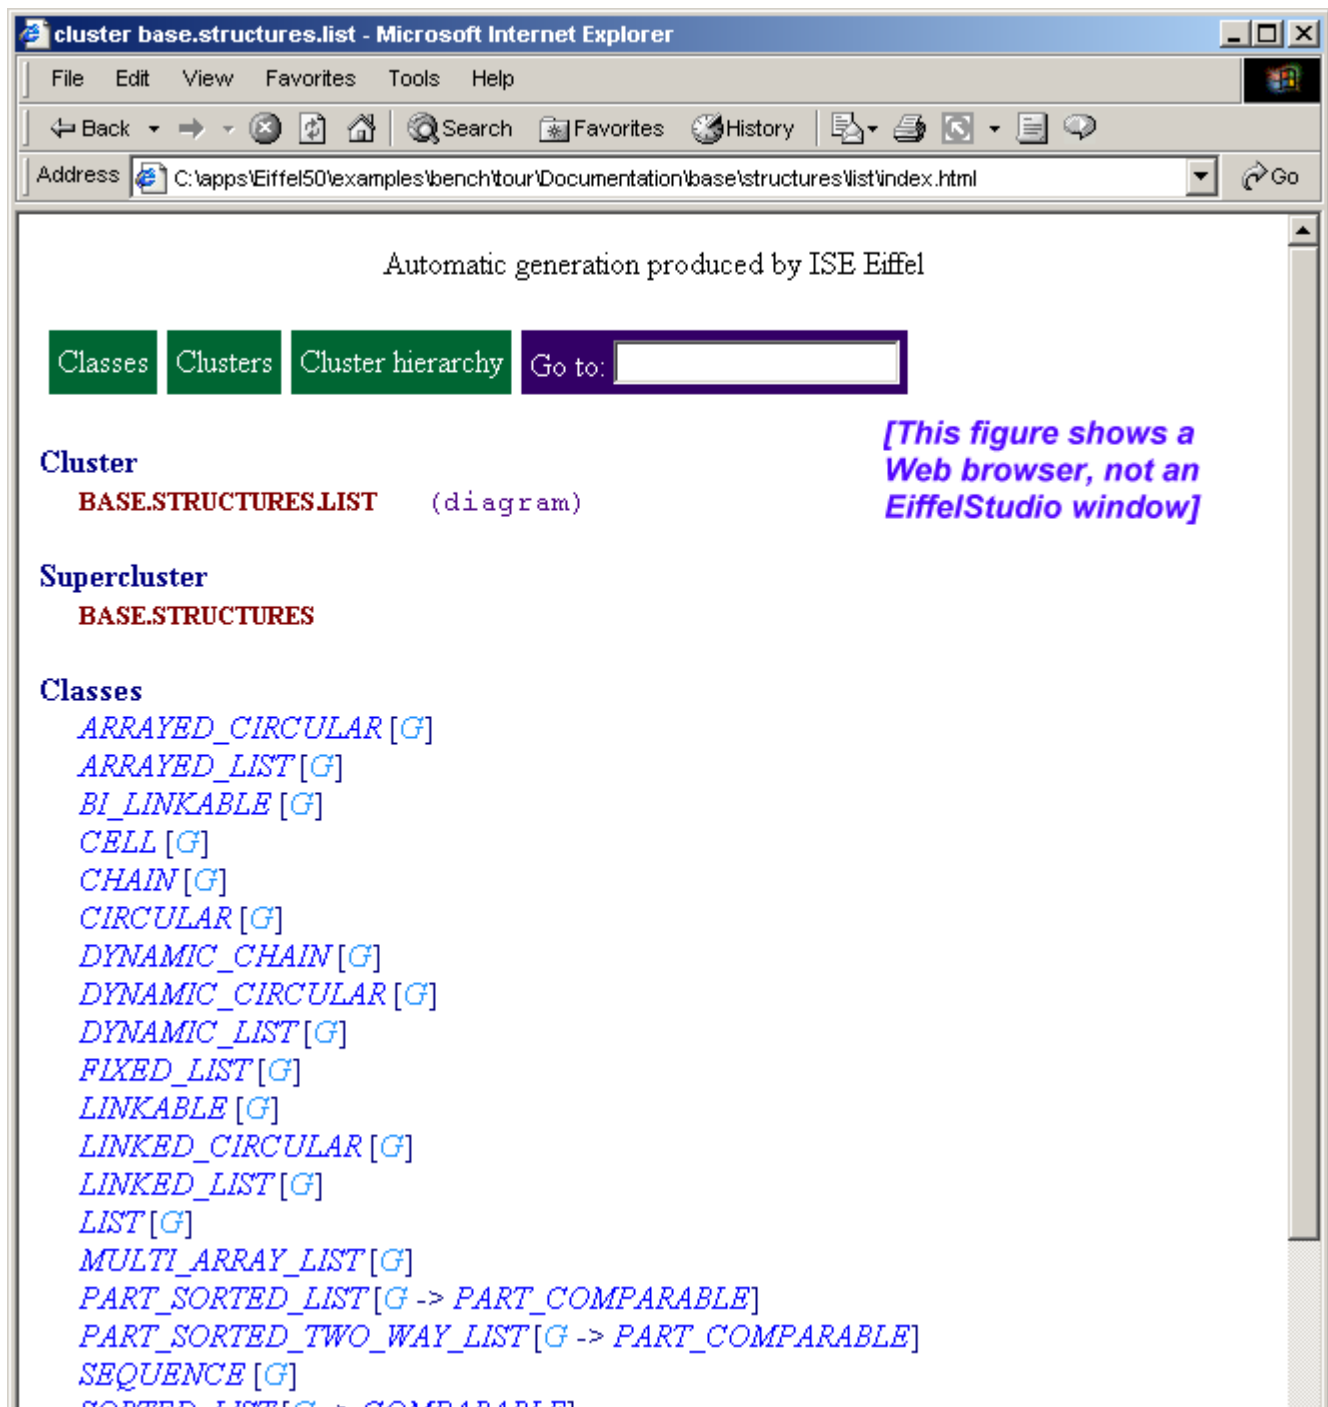 cluster base.structures.list - Microsoft Internet Explorer
File Edit View Favorites Tools Help
Back Search Favorites History
Address C:\apps\Eiffel50\examples\bench\tour\Documentation\base\structures\list\index.html Go
Automatic generation produced by ISE Eiffel
Classes Clusters Cluster hierarchy Go to:
[This figure shows a
Web browser, not an
EiffelStudio window]
Cluster
BASE.STRUCTURES.LIST (diagram)
Supercluster
BASE.STRUCTURES
Classes
ARRAYED_CIRCULAR [G]
ARRAYED_LIST [G]
BI_LINKABLE [G]
CELL [G]
CHAIN [G]
CIRCULAR [G]
DYNAMIC_CHAIN [G]
DYNAMIC_CIRCULAR [G]
DYNAMIC_LIST [G]
FIXED_LIST [G]
LINKABLE [G]
LINKED_CIRCULAR [G]
LINKED_LIST [G]
LIST [G]
MULTI_ARRAY_LIST [G]
PART_SORTED_LIST [G -> PART_COMPARABLE]
PART_SORTED_TWO_WAY_LIST [G -> PART_COMPARABLE]
SEQUENCE [G]
SORTED_LIST [G -> COMPARABLE]